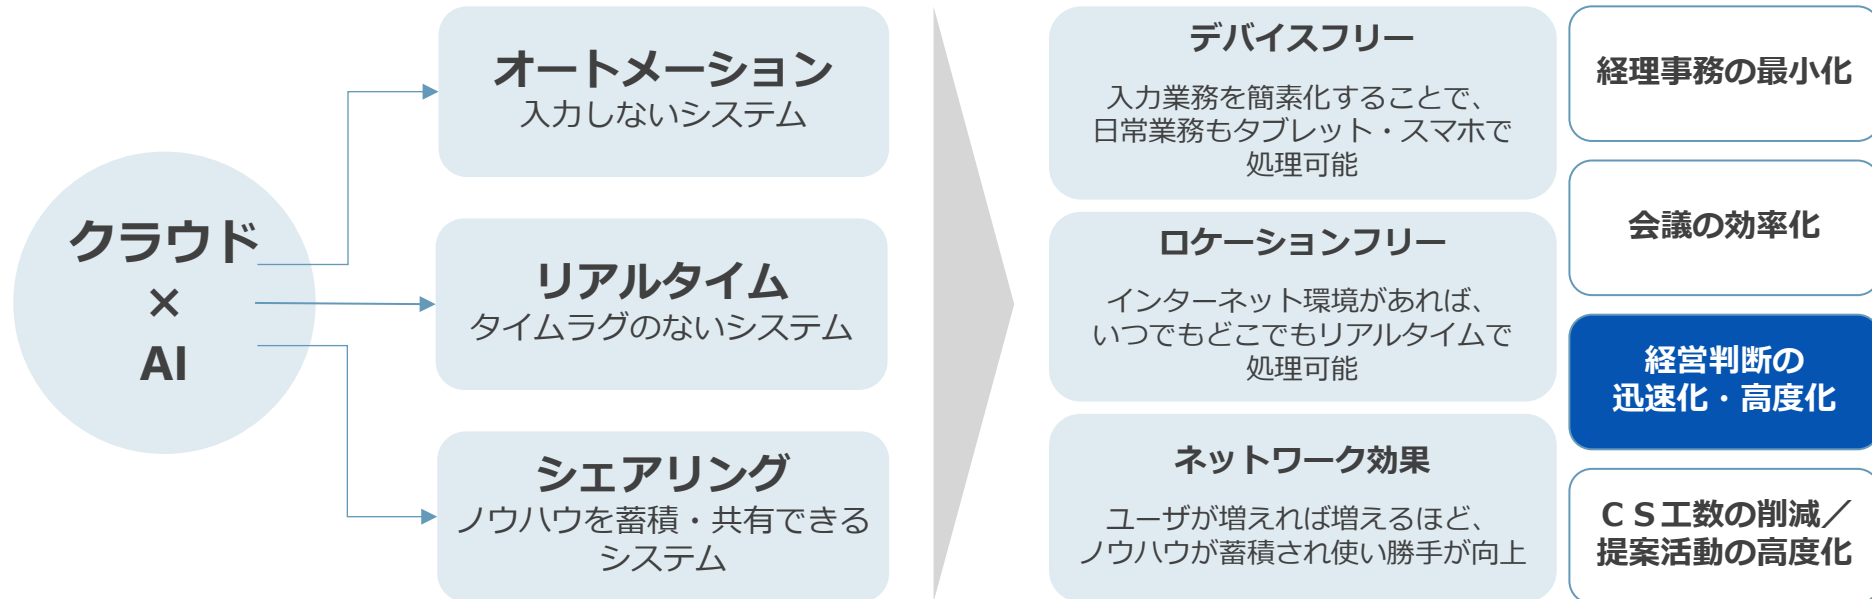 クラウド
×
AI
オートメーション
入力しないシステム
リアルタイム
タイムラグのないシステム
シェアリング
ノウハウを蓄積・共有できる
システム
デバイスフリー
入力業務を簡素化することで、
日常業務もタブレット・スマホで
処理可能
ロケーションフリー
インターネット環境があれば、
いつでもどこでもリアルタイムで
処理可能
ネットワーク効果
ユーザが増えれば増えるほど、
ノウハウが蓄積され使い勝手が向上
経理事務の最小化
会議の効率化
経営判断の
迅速化・高度化
ＣＳ工数の削減／
提案活動の高度化